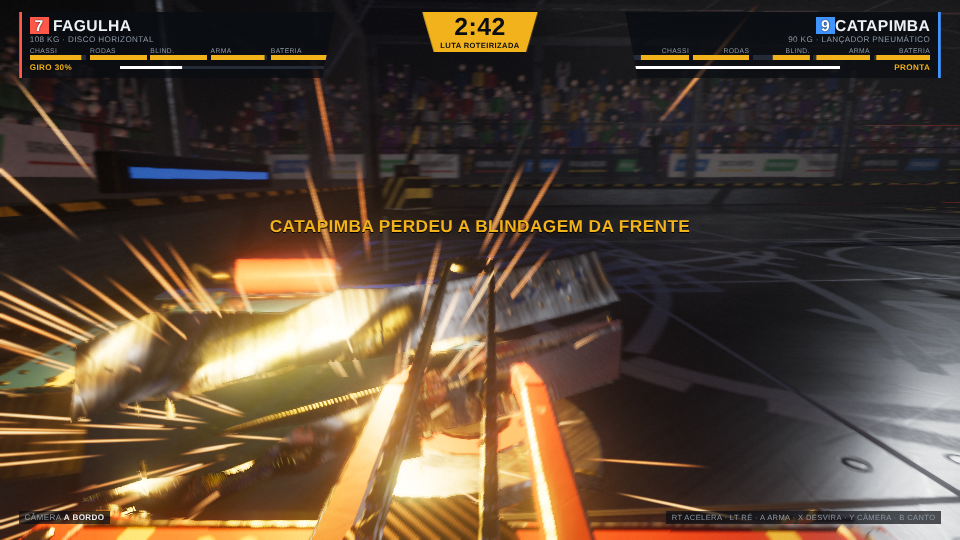 7 FAGULHA
108 KG · DISCO HORIZONTAL
CHASSI RODAS BLIND. ARMA BATERIA
GIRO 30%
2:42
LUTA ROTEIRIZADA
9 CATAPIMBA
90 KG · LANÇADOR PNEUMÁTICO
CHASSI RODAS BLIND. ARMA BATERIA
PRONTA
CATAPIMBA PERDEU A BLINDAGEM DA FRENTE
CÂMERA A BORDO
RT ACELERA · LT RÉ · A ARMA · X DESVIRA · Y CÂMERA · B CANTO